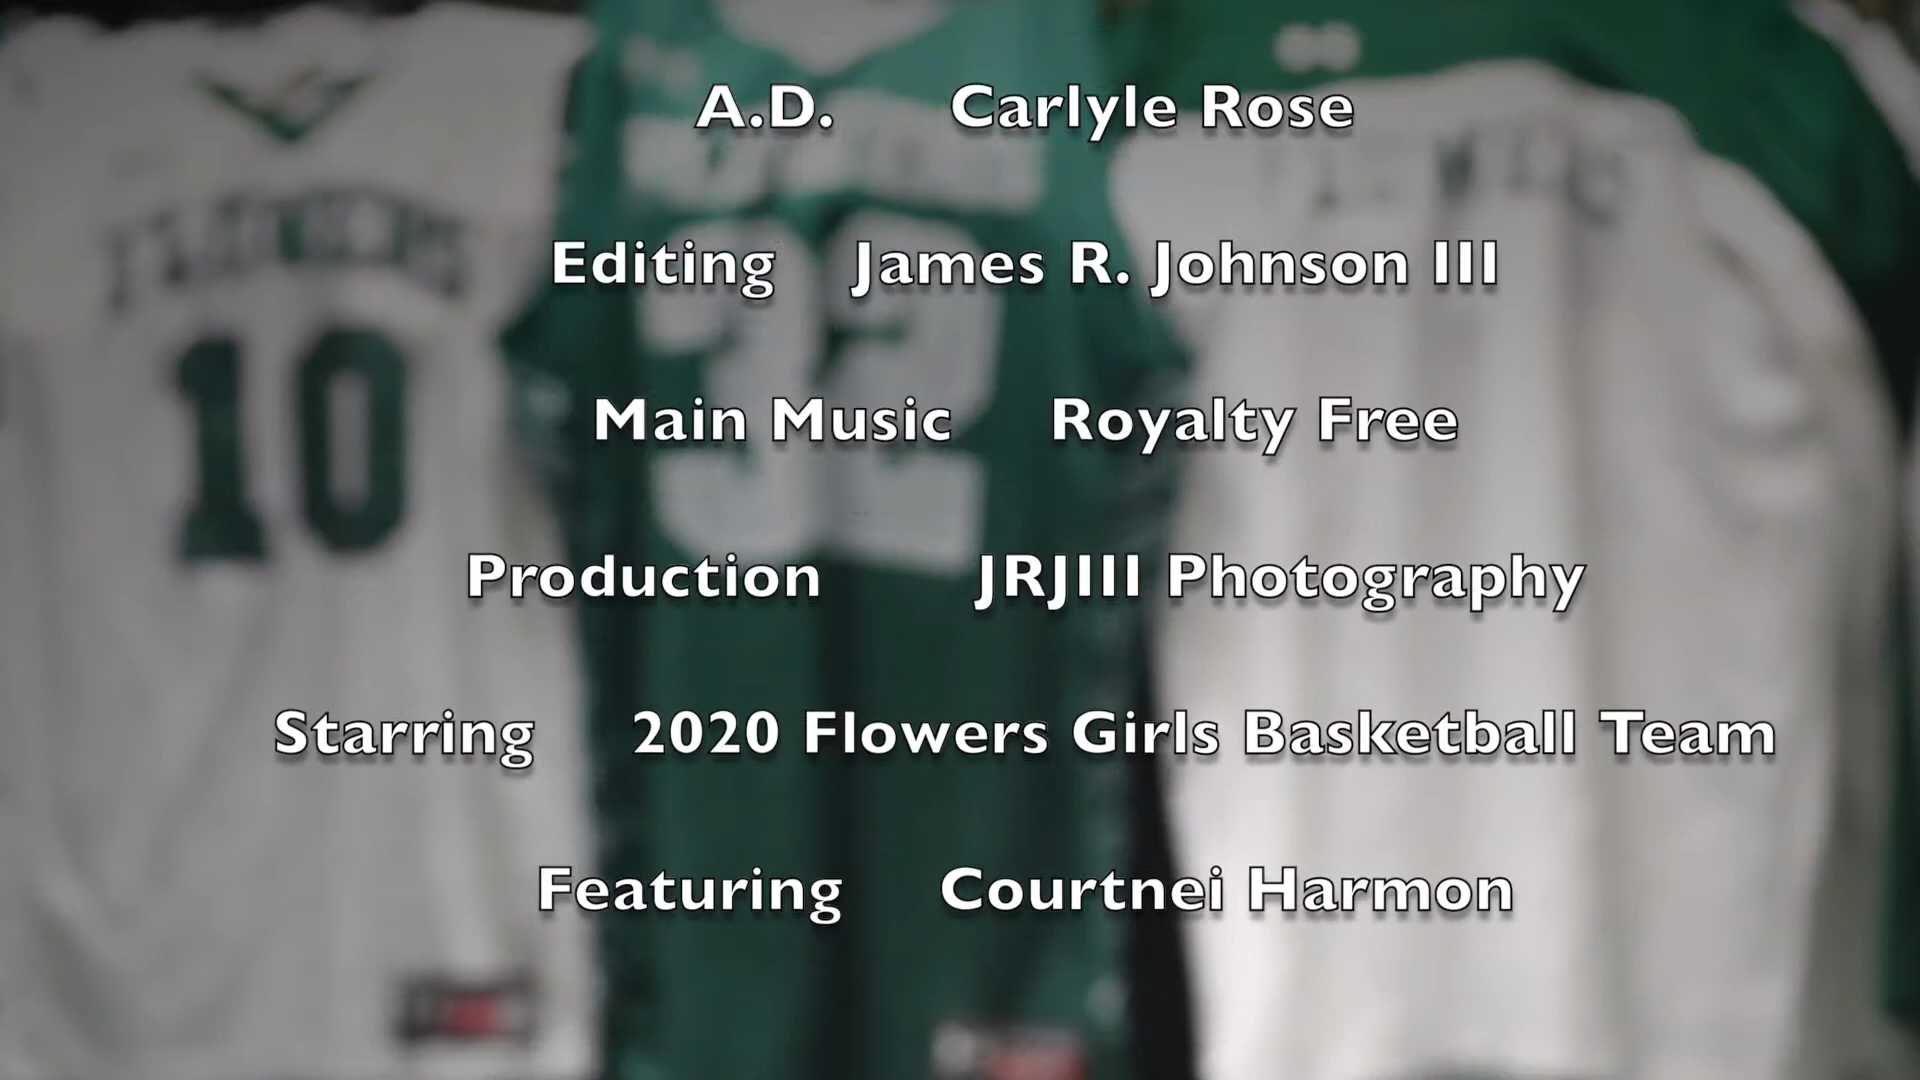 A.D. Carlyle Rose
Editing James R. Johnson III
Main Music Royalty Free
Production JRJIII Photography
Starring 2020 Flowers Girls Basketball Team
Featuring Courtnei Harmon
FLOWERS
10
32